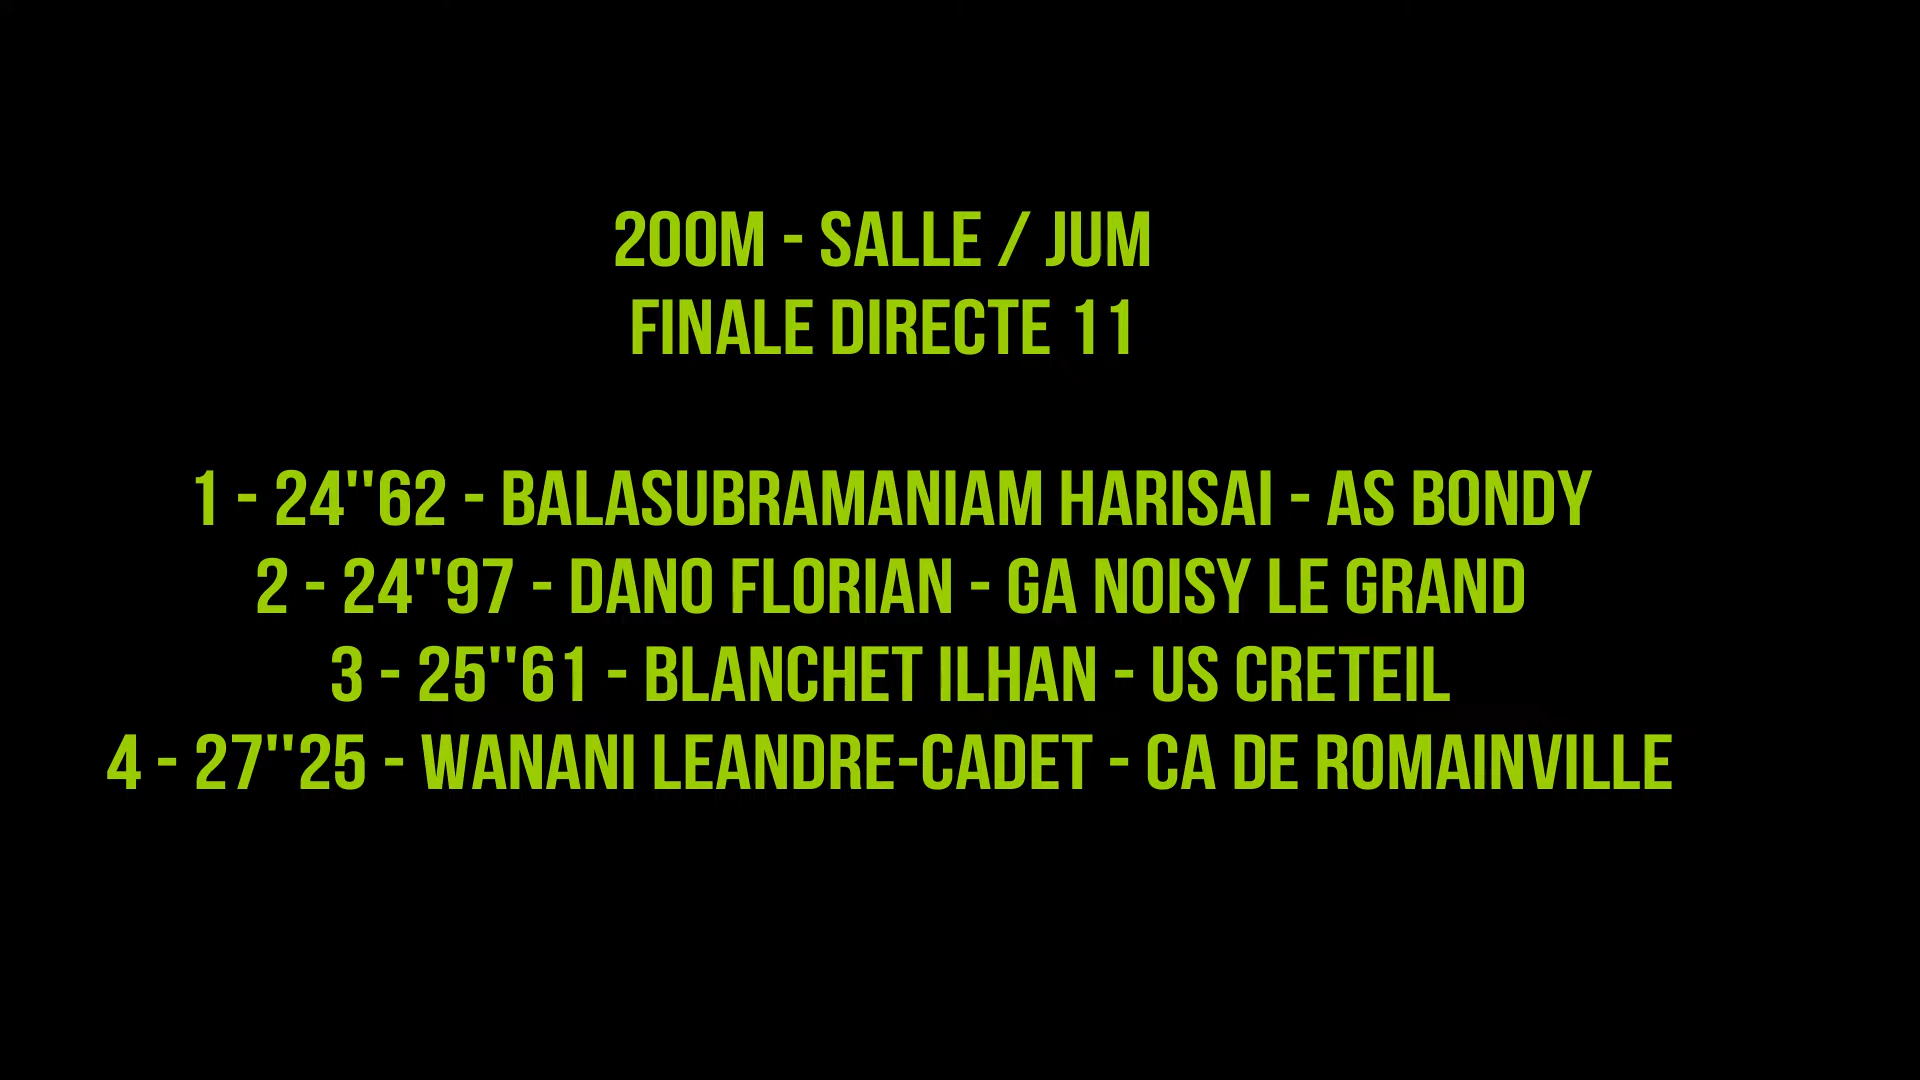 200M - SALLE / JUM
FINALE DIRECTE 11
1 - 24''62 - BALASUBRAMANIAM HARISAI - AS BONDY
2 - 24''97 - DANO FLORIAN - GA NOISY LE GRAND
3 - 25''61 - BLANCHET ILHAN - US CRETEIL
4 - 27''25 - WANANI LEANDRE-CADET - CA DE ROMAINVILLE